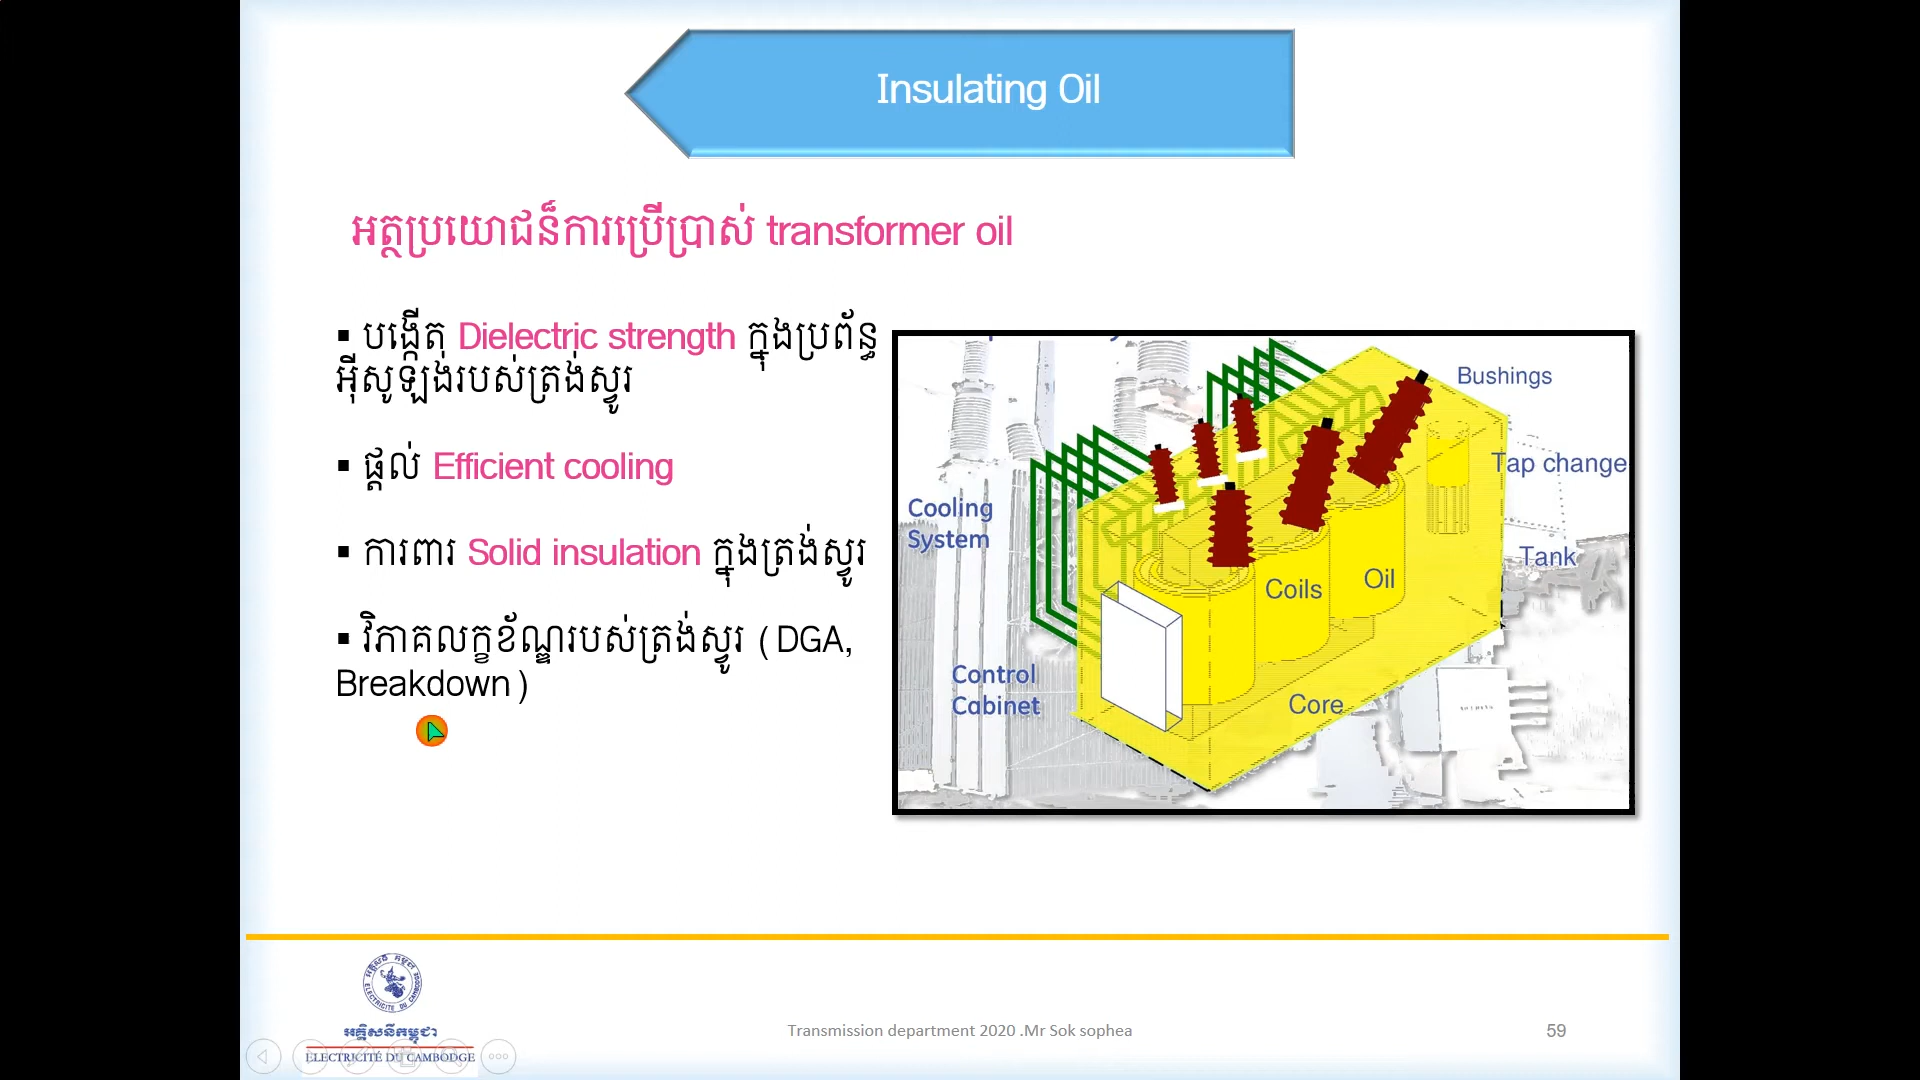 Insulating Oil
អត្ថប្រយោជន៏ការប្រើប្រាស់ transformer oil
▪ បង្កើត Dielectric strength ក្នុងប្រព័ន្ធ
អ៊ីសូឡង់របស់ត្រង់ស្វូរ
▪ ផ្តល់ Efficient cooling
▪ ការពារ Solid insulation ក្នុងត្រង់ស្វូរ
▪ វិភាគលក្ខខ័ណ្ឌរបស់ត្រង់ស្វូរ (DGA,
Breakdown)
Bushings
Tap change
Cooling
System
Tank
Coils
Oil
Control
Cabinet
Core
អគ្គិសនីកម្ពុជា
ELECTRICITÉ DU CAMBODGE
Transmission department 2020 .Mr Sok sophea
59